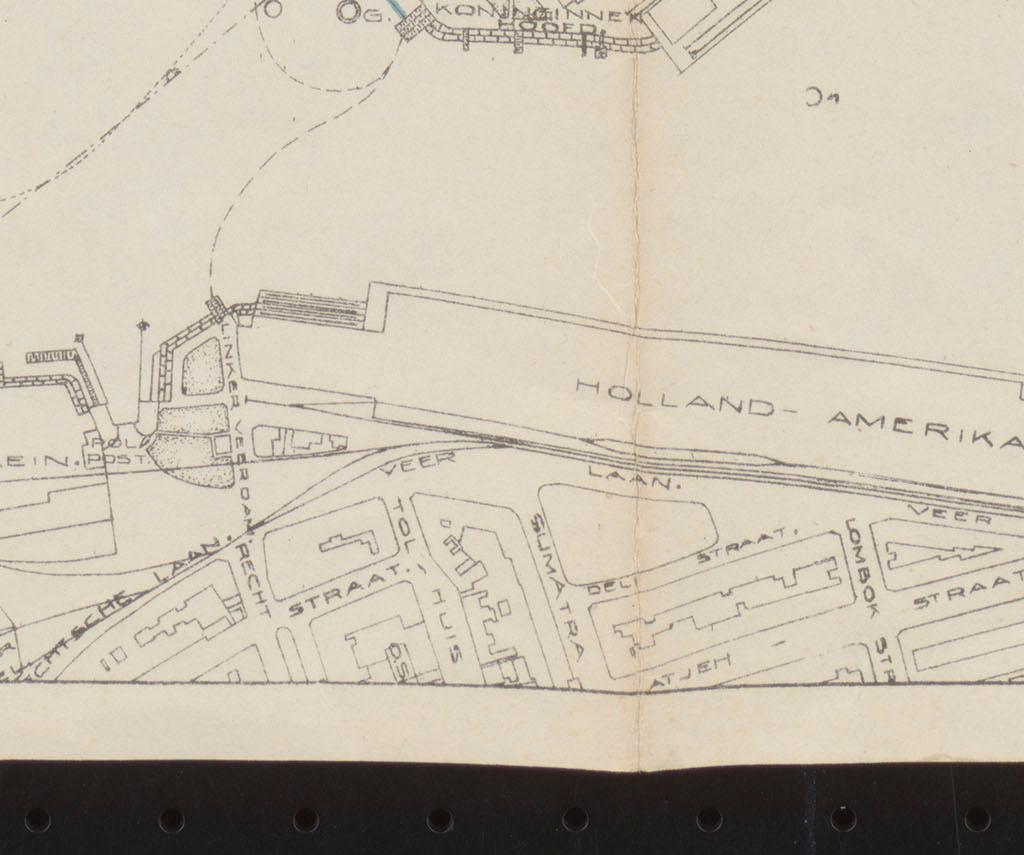 G. KONINGINNE
HOOFD.
HOLLAND- AMERIKA
LINKER VEERDAM.
POL.
POST.
EIN.
VEER
LAAN.
VEER
LAAN.
RECHT
STRAAT.
TOL
HUIS
SUMATRA
DELI STRAAT.
LOMBOK
STR
STRAAT
ATJEH